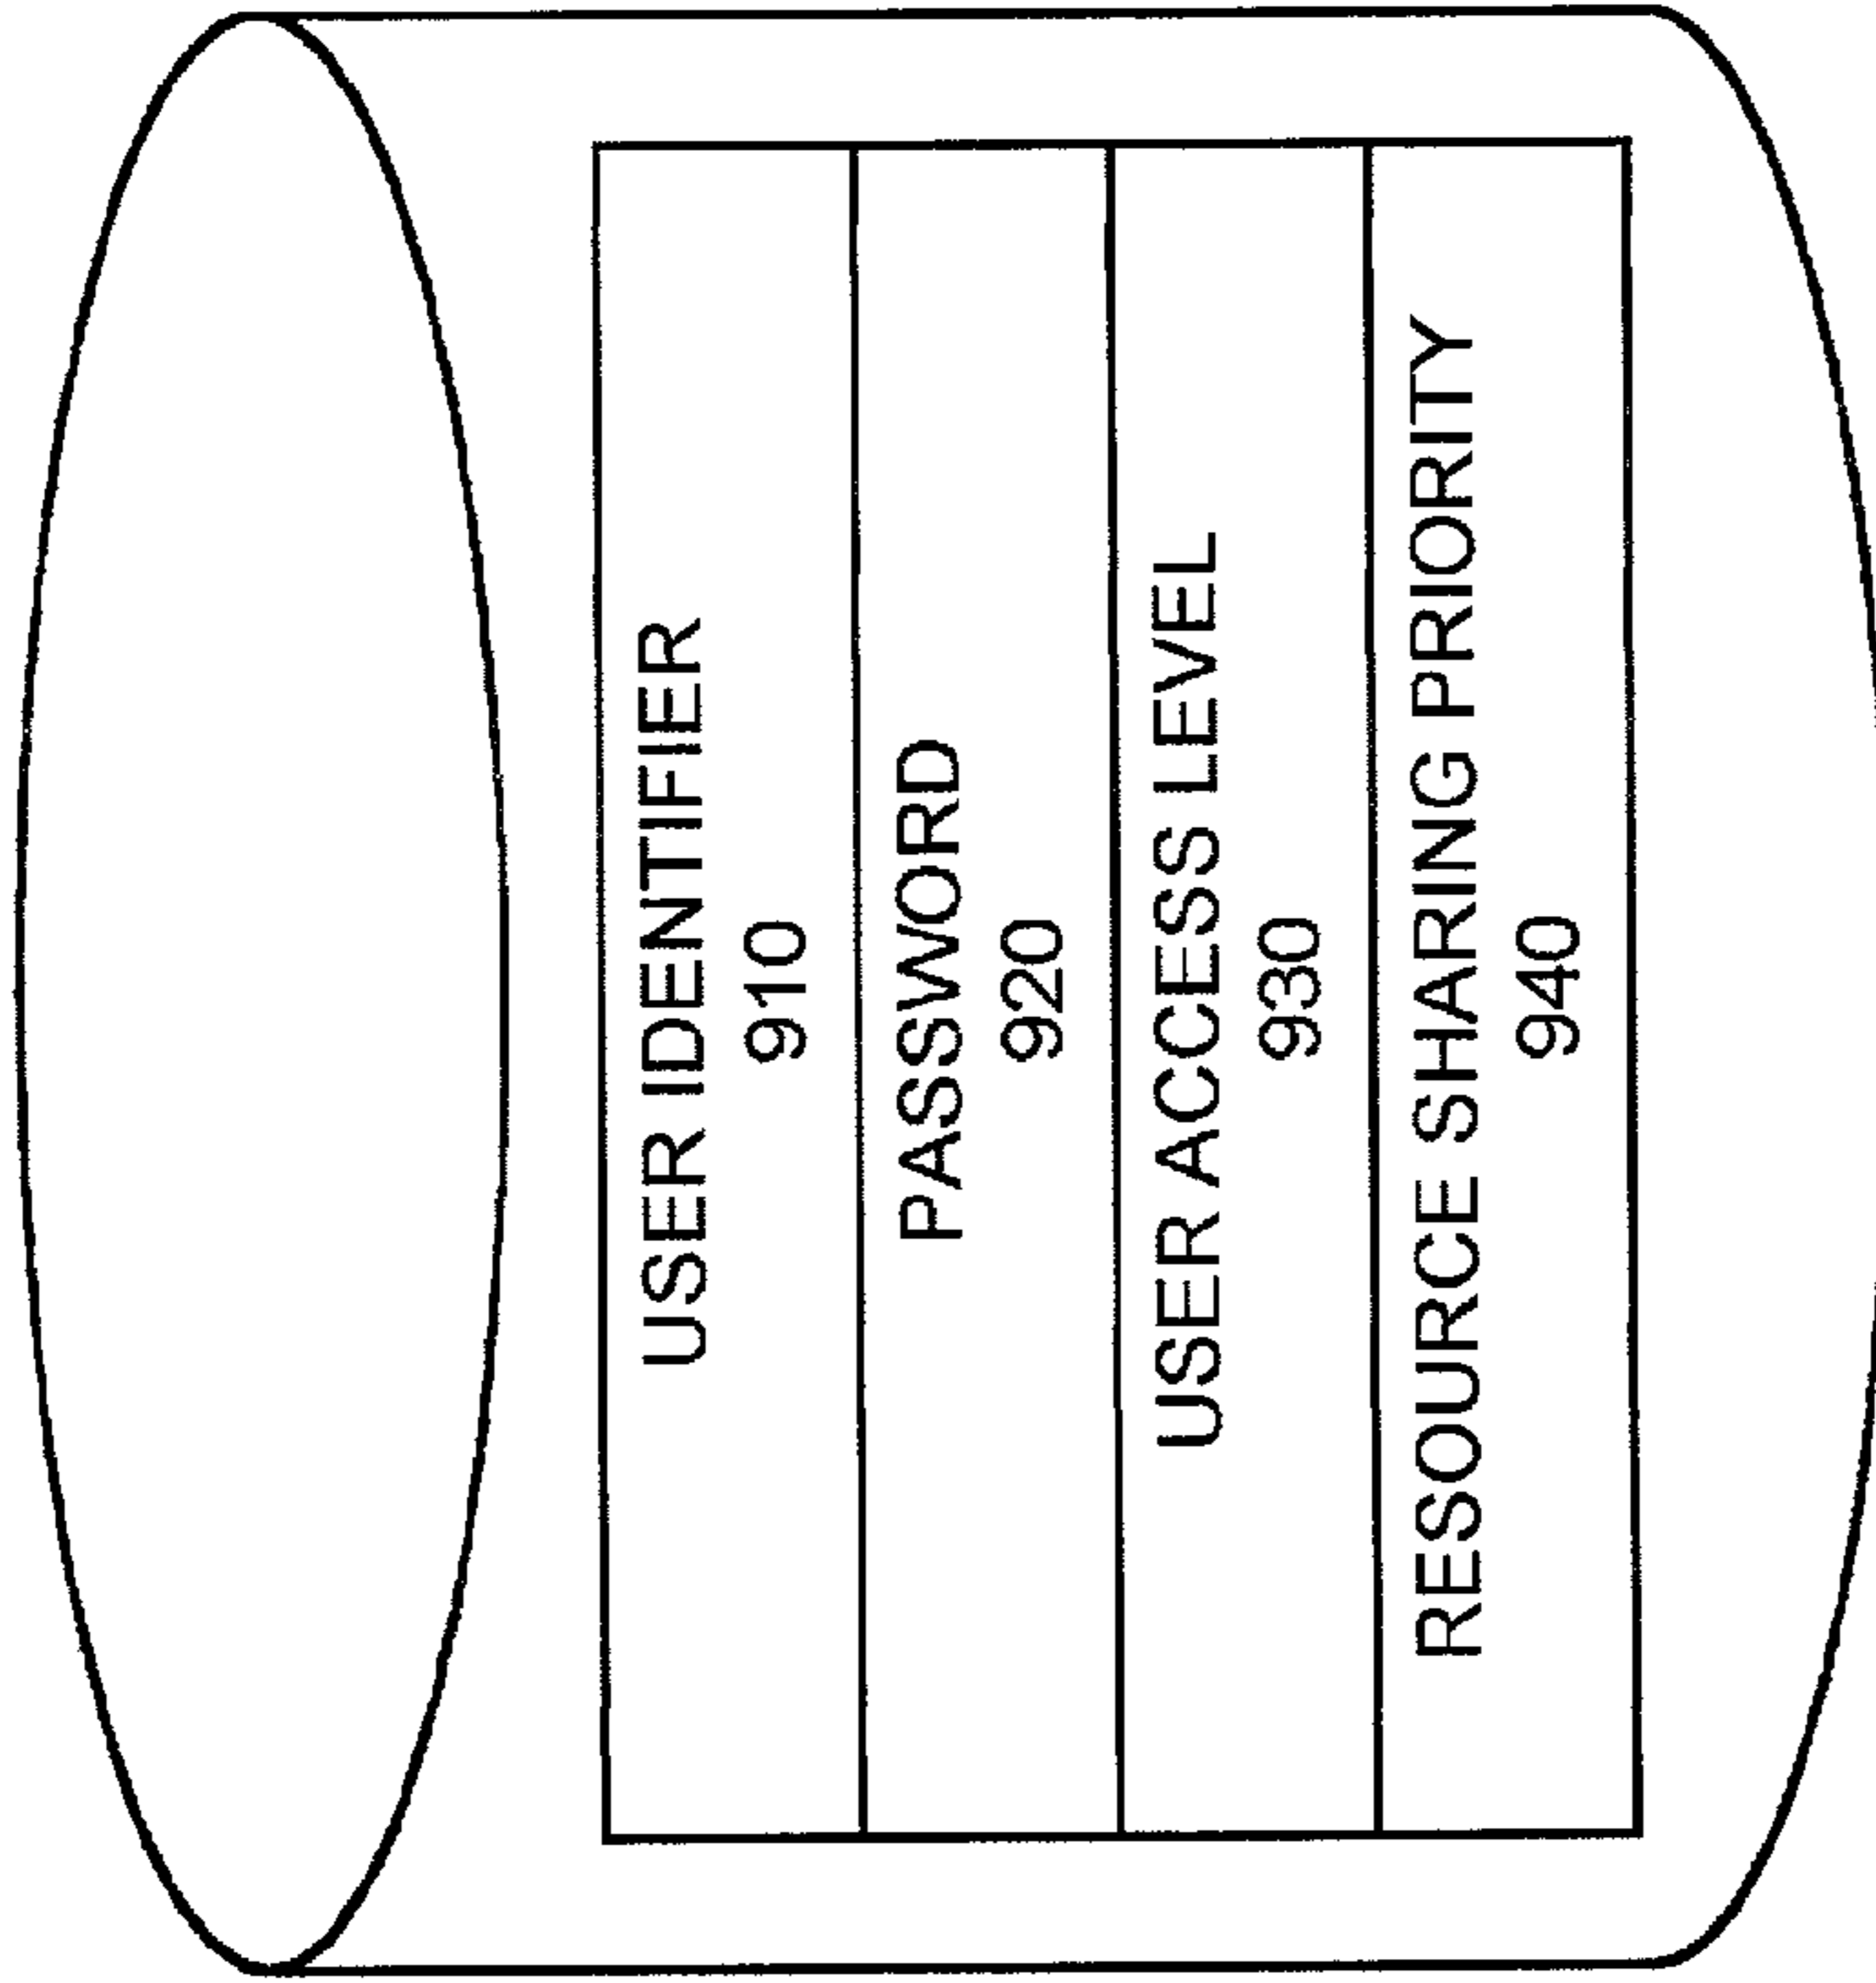 USER IDENTIFIER
910
PASSWORD
920
USER ACCESS LEVEL
930
RESOURCE SHARING PRIORITY
940